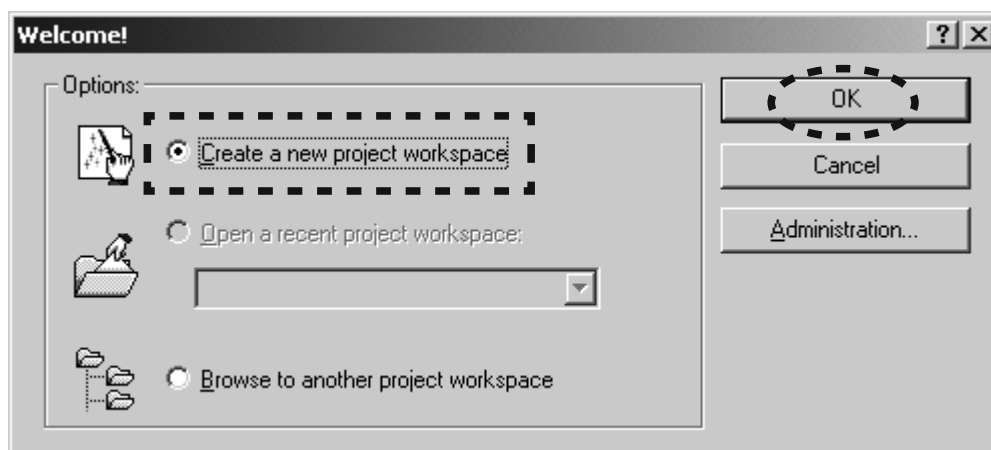 Welcome!
Options:
Create a new project workspace
Open a recent project workspace:
Browse to another project workspace
OK
Cancel
Administration...